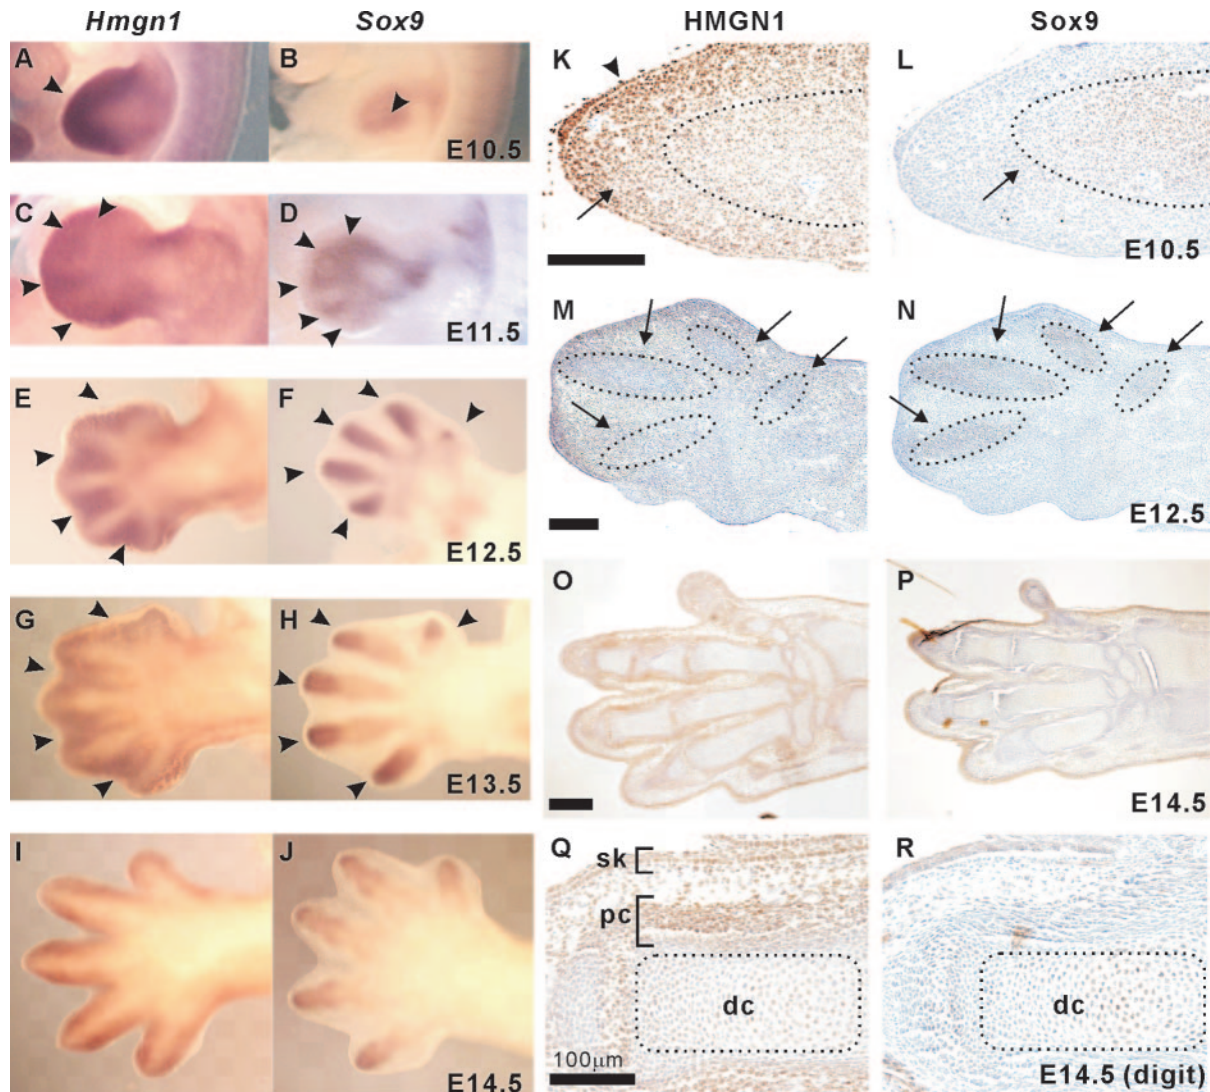 Hmgn1 Sox9 HMGN1 Sox9
A B K L
E10.5
C D
E10.5
E11.5
M N
E F
E12.5
E12.5
O P
G H
E13.5
E14.5
I J Q R
sk
pc
dc dc
100µm
E14.5 E14.5 (digit)